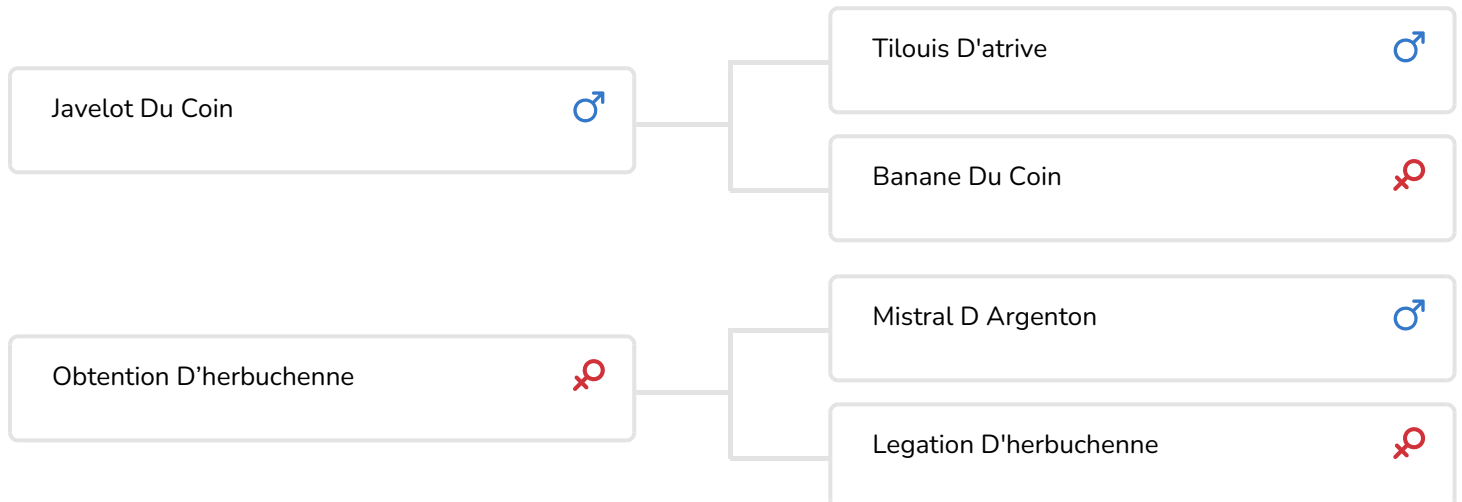 Tilouis D'atrive
Javelot Du Coin
Banane Du Coin
Mistral D Argenton
Obtention D’herbuchenne
Legation D'herbuchenne